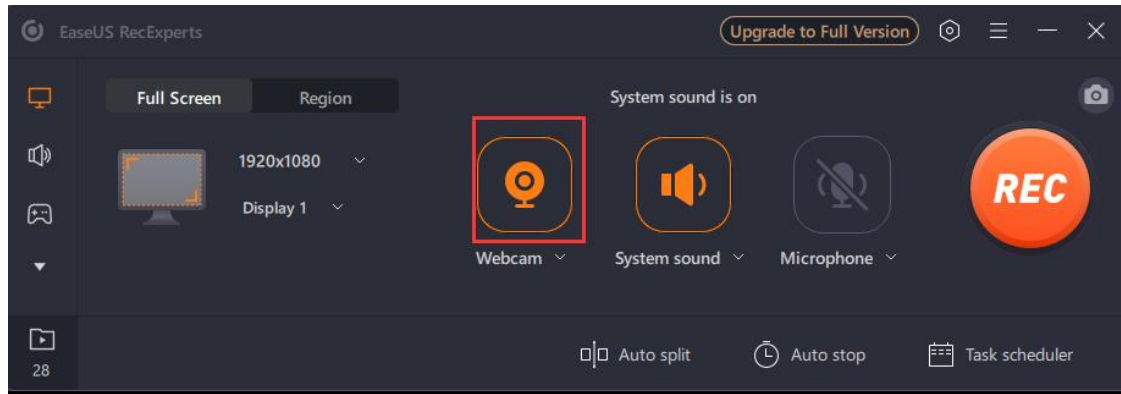 EaseUS RecExperts
Upgrade to Full Version
Full Screen
Region
System sound is on
1920x1080
Display 1
REC
Webcam
System sound
Microphone
28
Auto split
Auto stop
Task scheduler